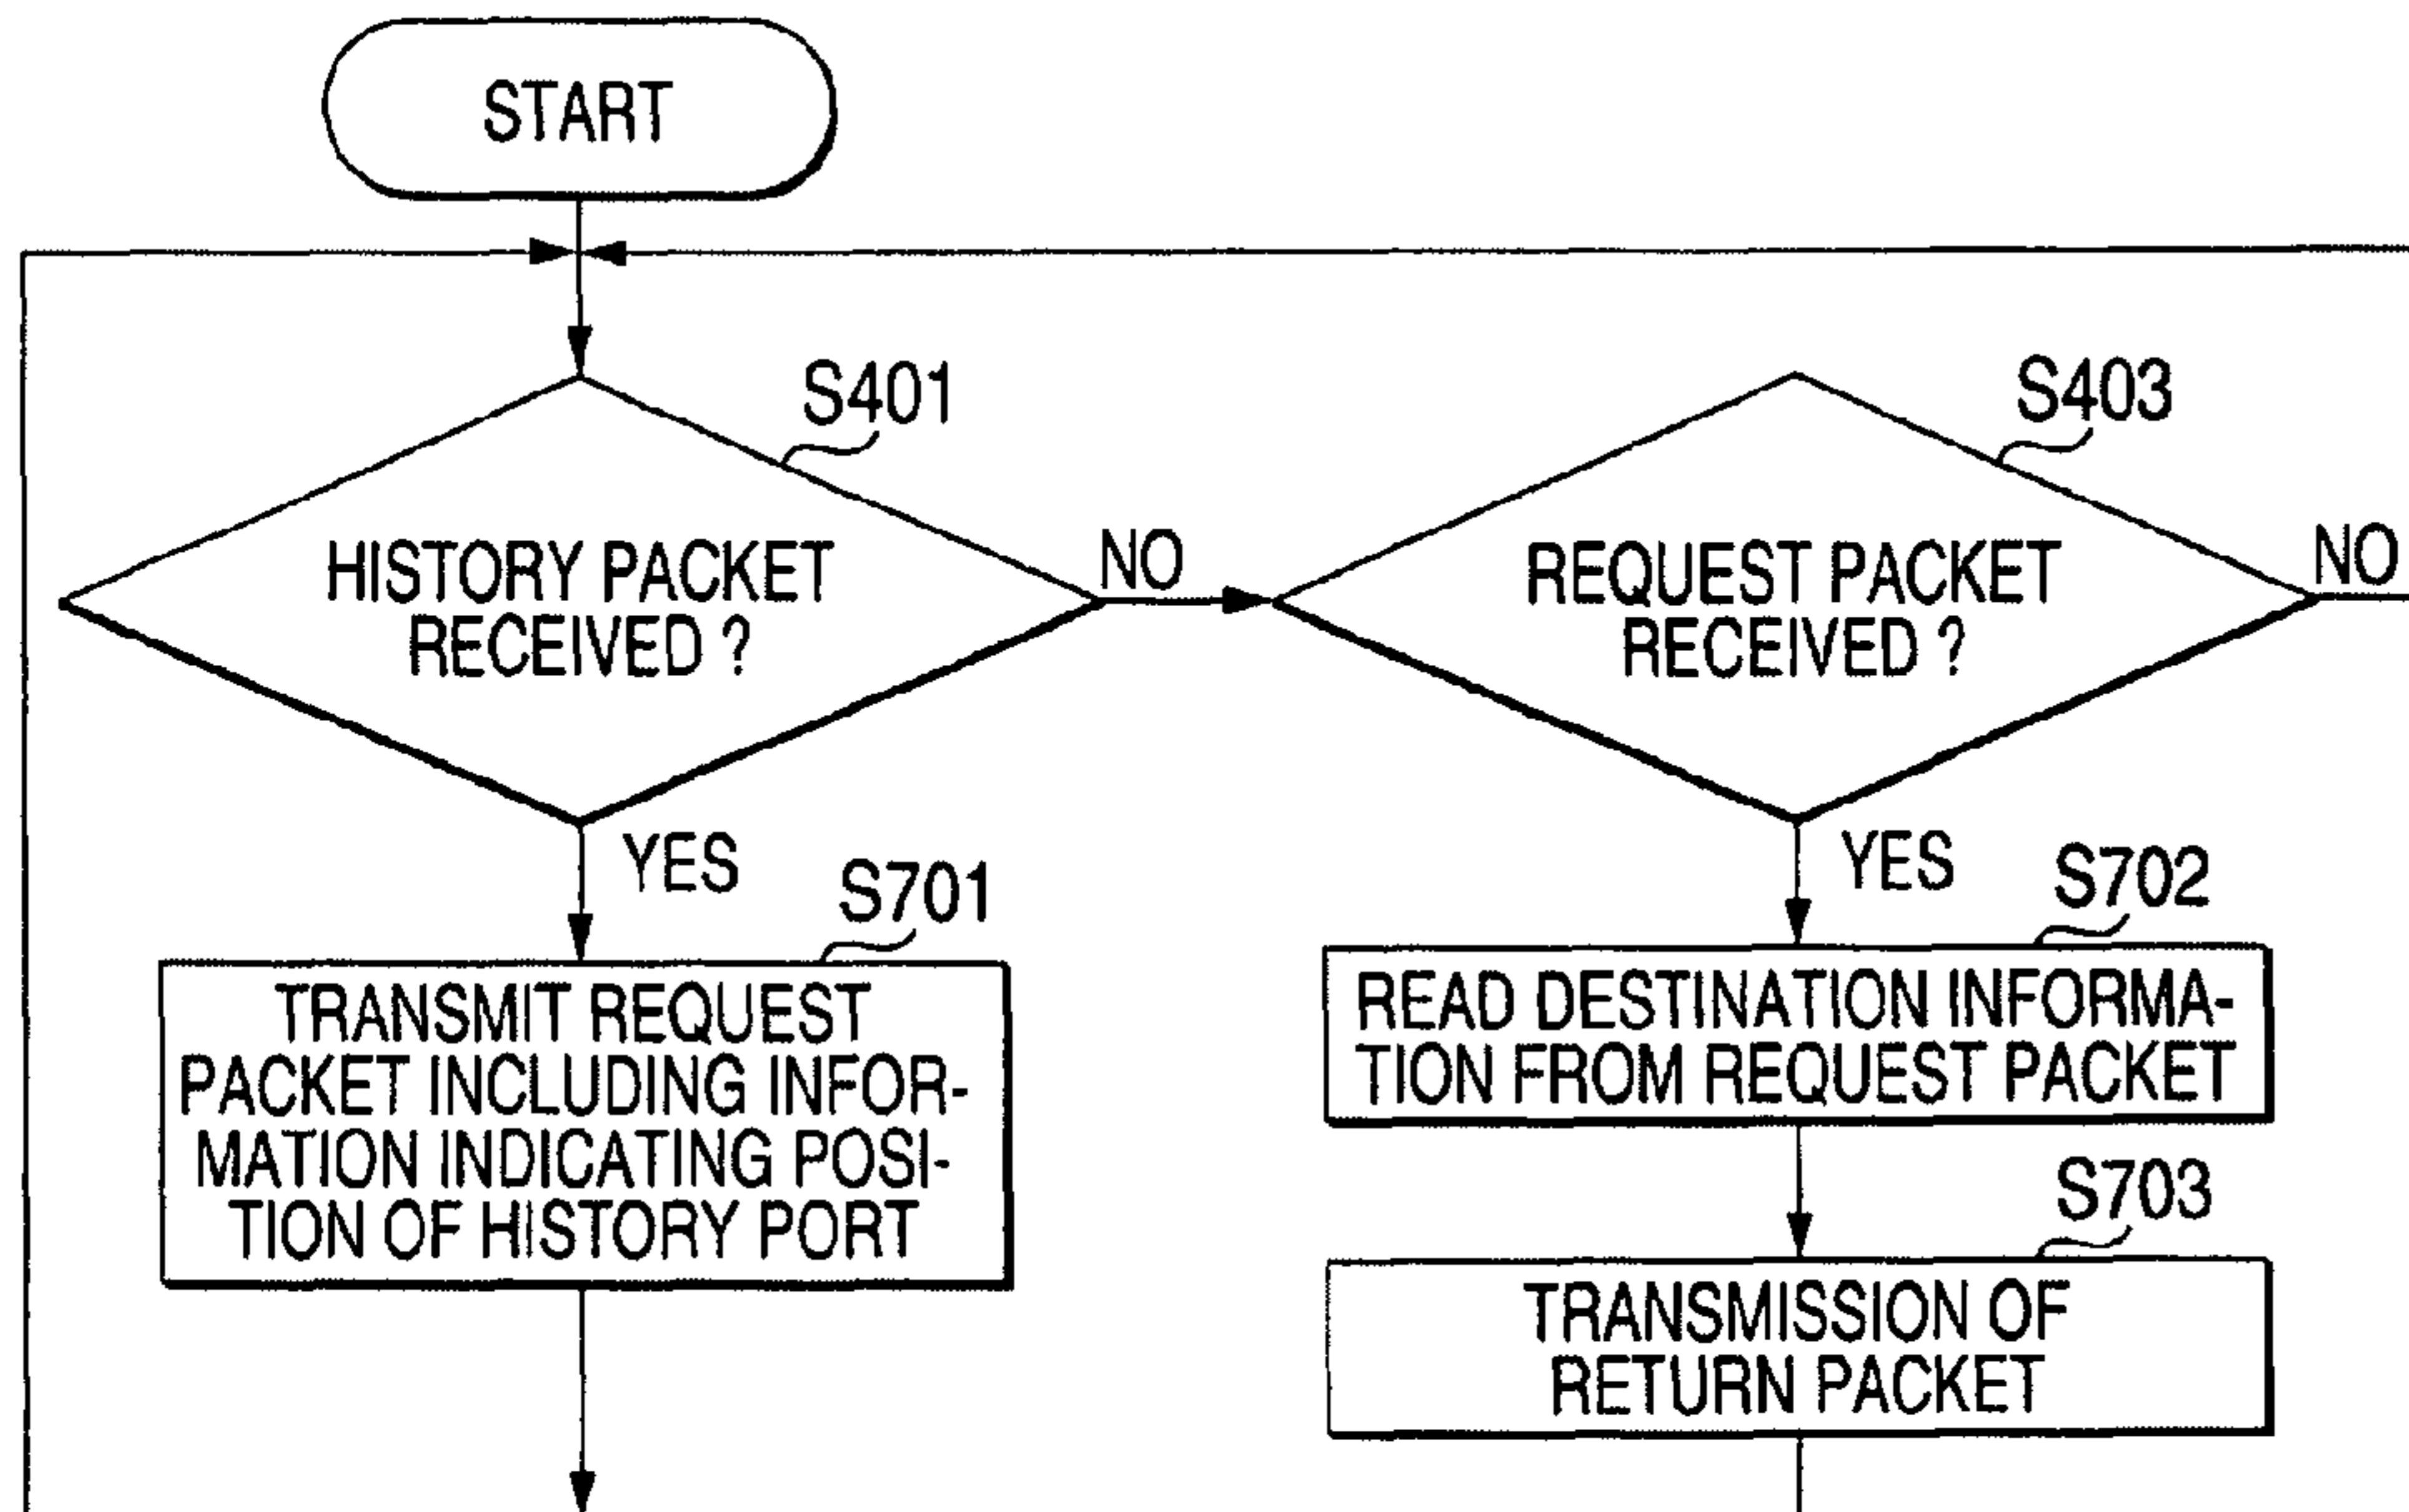 START
S401
HISTORY PACKET
RECEIVED ?
NO
YES
S403
REQUEST PACKET
RECEIVED ?
NO
YES
S701
TRANSMIT REQUEST
PACKET INCLUDING INFOR-
MATION INDICATING POSI-
TION OF HISTORY PORT
S702
READ DESTINATION INFORMA-
TION FROM REQUEST PACKET
S703
TRANSMISSION OF
RETURN PACKET